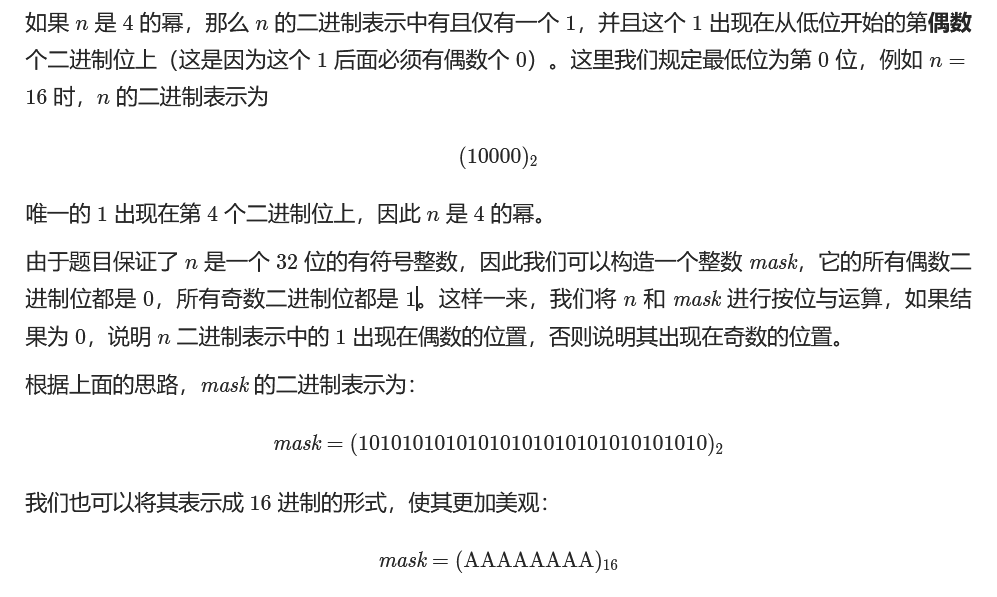 如果 n 是 4 的幂，那么 n 的二进制表示中有且仅有一个 1，并且这个 1 出现在从低位开始的第偶数
个二进制位上（这是因为这个 1 后面必须有偶数个 0）。这里我们规定最低位为第 0 位，例如 n =
16 时，n 的二进制表示为
(10000)₂
唯一的 1 出现在第 4 个二进制位上，因此 n 是 4 的幂。
由于题目保证了 n 是一个 32 位的有符号整数，因此我们可以构造一个整数 mask，它的所有偶数二
进制位都是 0，所有奇数二进制位都是 1。这样一来，我们将 n 和 mask 进行按位与运算，如果结
果为 0，说明 n 二进制表示中的 1 出现在偶数的位置，否则说明其出现在奇数的位置。
根据上面的思路，mask 的二进制表示为：
mask = (10101010101010101010101010101010)₂
我们也可以将其表示成 16 进制的形式，使其更加美观：
mask = (AAAAAAAA)₁₆